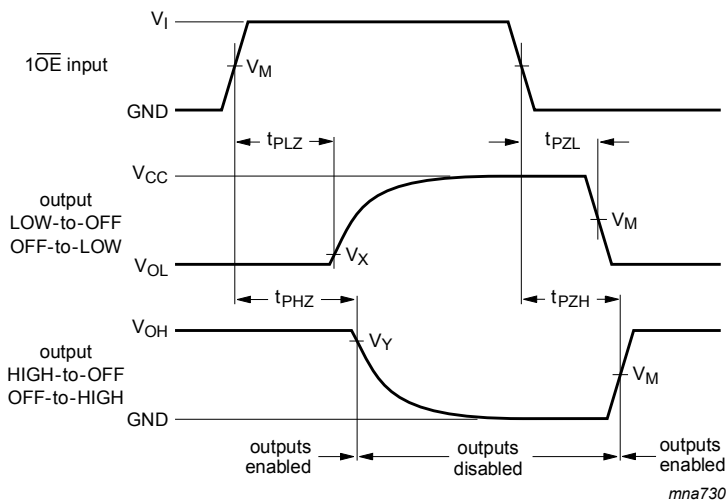 V_I
1O̅E̅ input
V_M
GND
t_PLZ
t_PZL
V_CC
output
LOW-to-OFF
OFF-to-LOW
V_M
V_X
V_OL
t_PHZ
t_PZH
V_OH
output
HIGH-to-OFF
OFF-to-HIGH
V_Y
V_M
GND
outputs
enabled
outputs
disabled
outputs
enabled
mna730